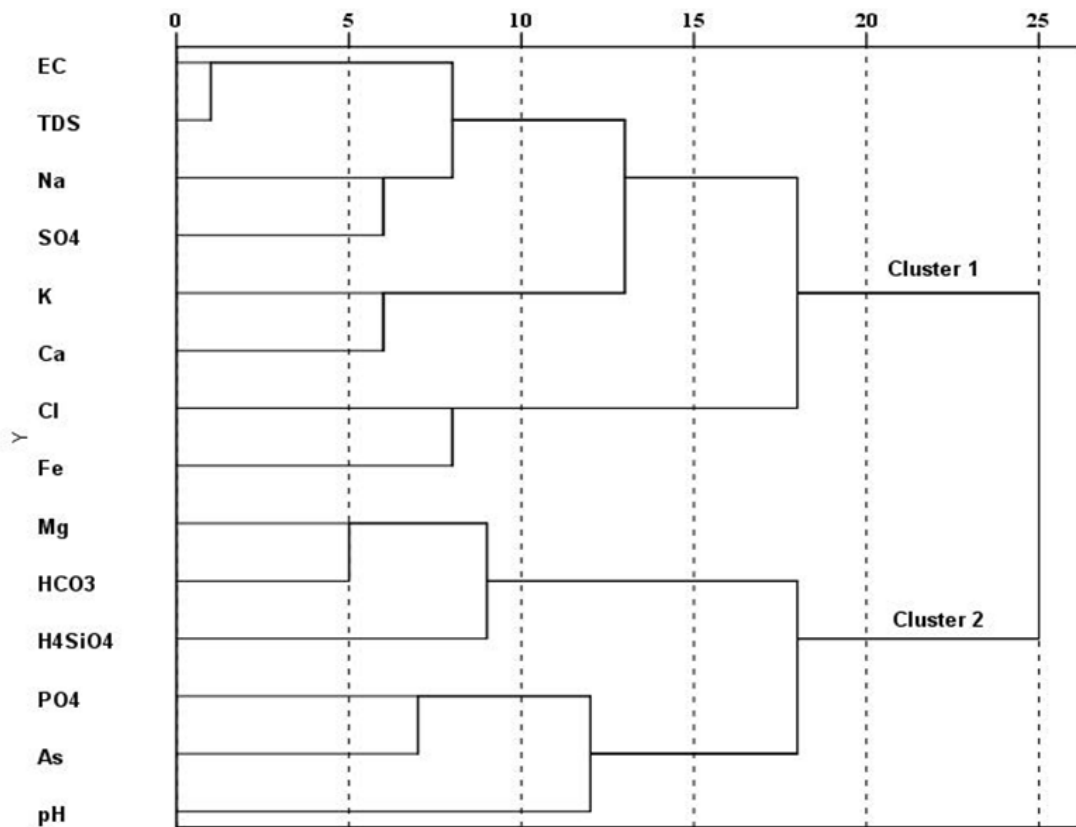 0 5 10 15 20 25
EC
TDS
Na
SO4
Cluster 1
K
Ca
Cl
Y
Fe
Mg
HCO3
Cluster 2
H4SiO4
PO4
As
pH